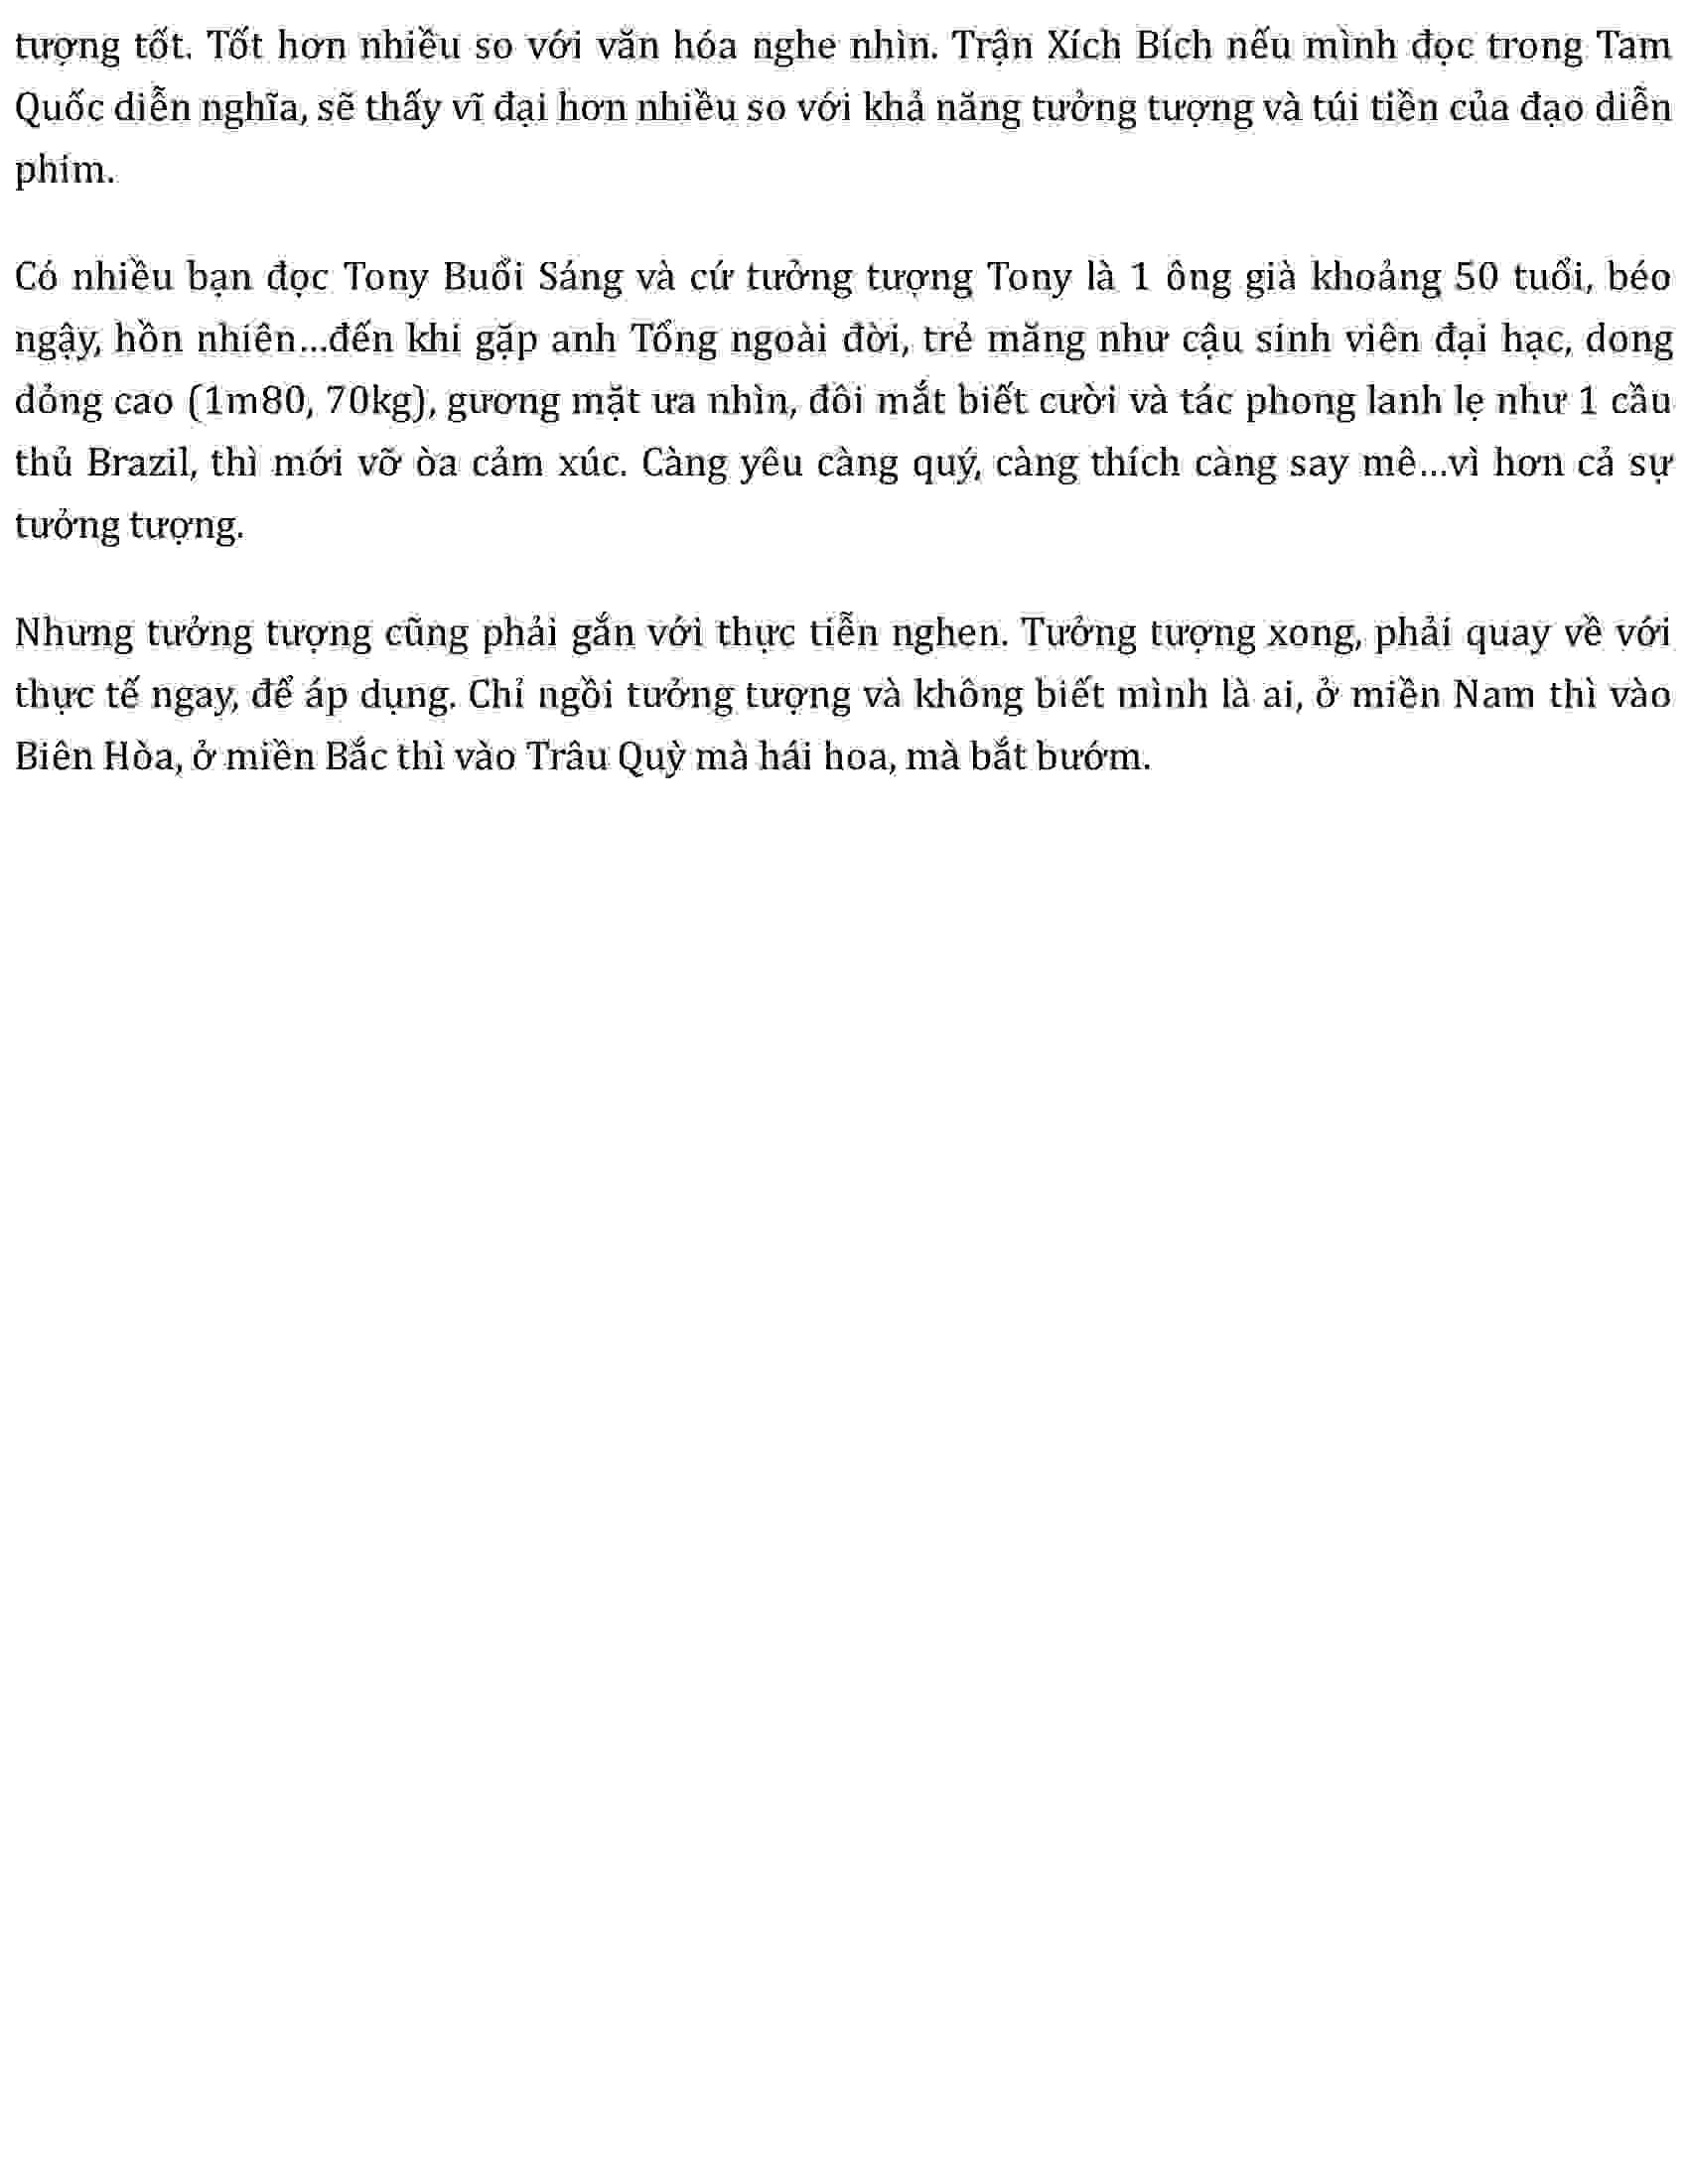 tượng tốt. Tốt hơn nhiều so với văn hóa nghe nhìn. Trận Xích Bích nếu mình đọc trong Tam
Quốc diễn nghĩa, sẽ thấy vĩ đại hơn nhiều so với khả năng tưởng tượng và túi tiền của đạo diễn
phim.
Có nhiều bạn đọc Tony Buổi Sáng và cứ tưởng tượng Tony là 1 ông già khoảng 50 tuổi, béo
ngậy, hồn nhiên...đến khi gặp anh Tổng ngoài đời, trẻ măng như cậu sinh viên đại hạc, dong
dỏng cao (1m80, 70kg), gương mặt ưa nhìn, đôi mắt biết cười và tác phong lanh lẹ như 1 cầu
thủ Brazil, thì mới vỡ òa cảm xúc. Càng yêu càng quý, càng thích càng say mê...vì hơn cả sự
tưởng tượng.
Nhưng tưởng tượng cũng phải gắn với thực tiễn nghen. Tưởng tượng xong, phải quay về với
thực tế ngay, để áp dụng. Chỉ ngồi tưởng tượng và không biết mình là ai, ở miền Nam thì vào
Biên Hòa, ở miền Bắc thì vào Trâu Quỳ mà hái hoa, mà bắt bướm.